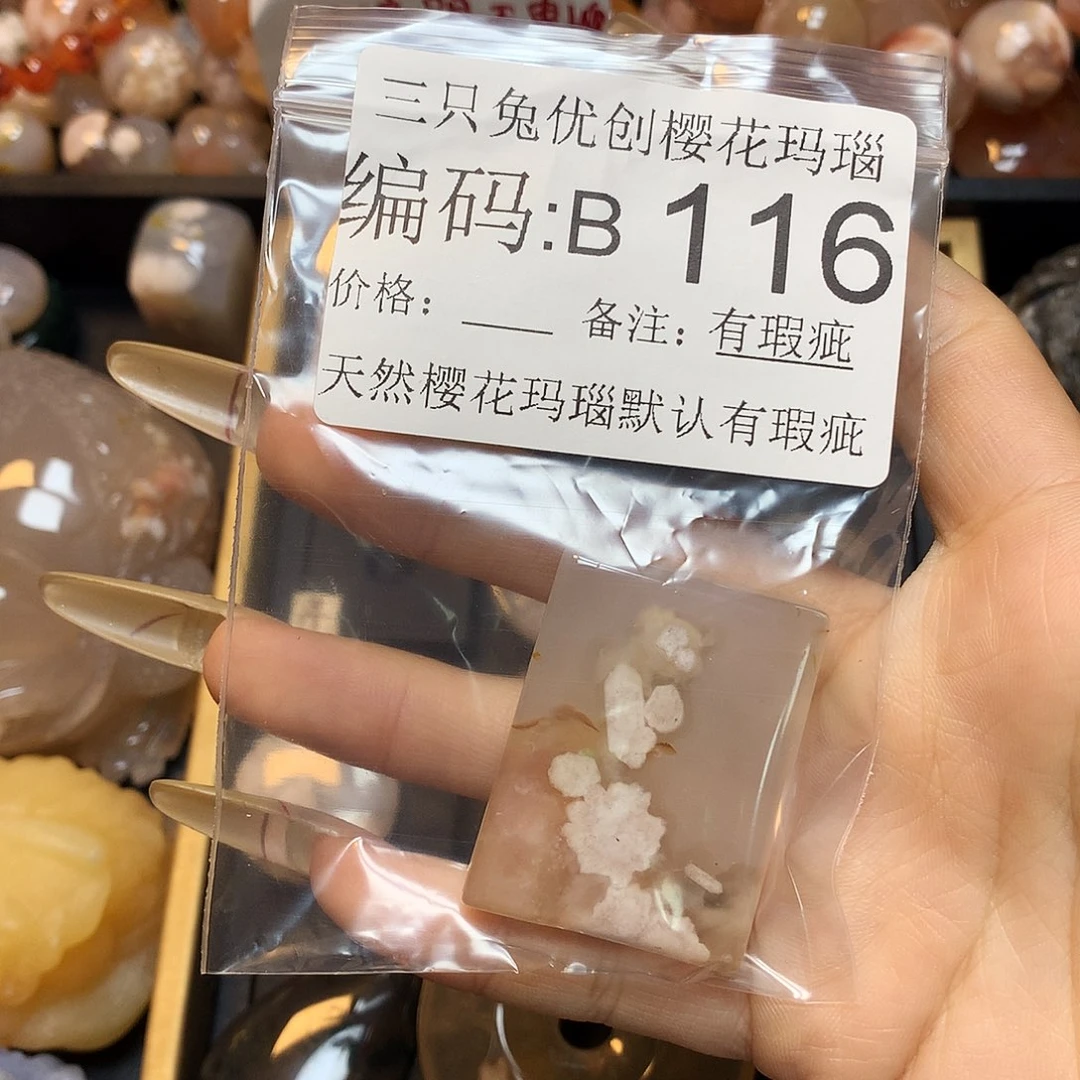 三只兔优创樱花玛瑙
编码:B 116
价格: ___ 备注: 有瑕疵
天然樱花玛瑙默认有瑕疵